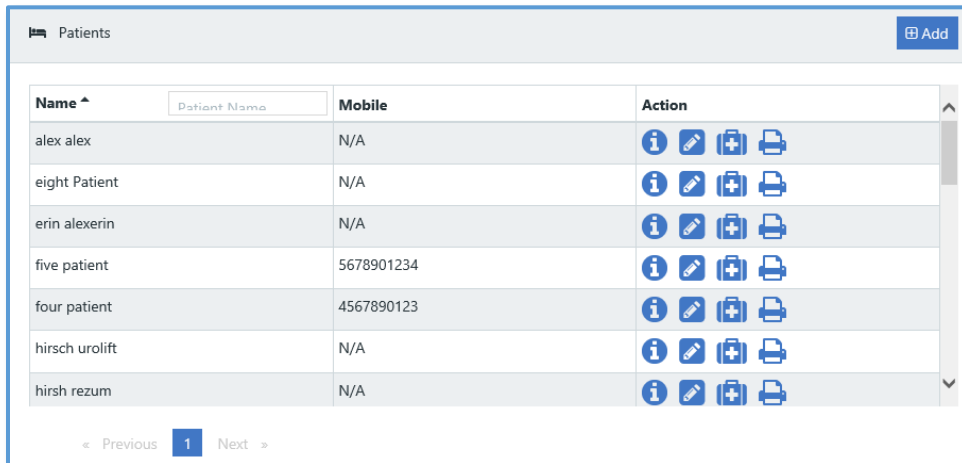 Patients Add
Name Patient Name Mobile Action
alex alex N/A
eight Patient N/A
erin alexerin N/A
five patient 5678901234
four patient 4567890123
hirsch urolift N/A
hirsh rezum N/A
« Previous 1 Next »